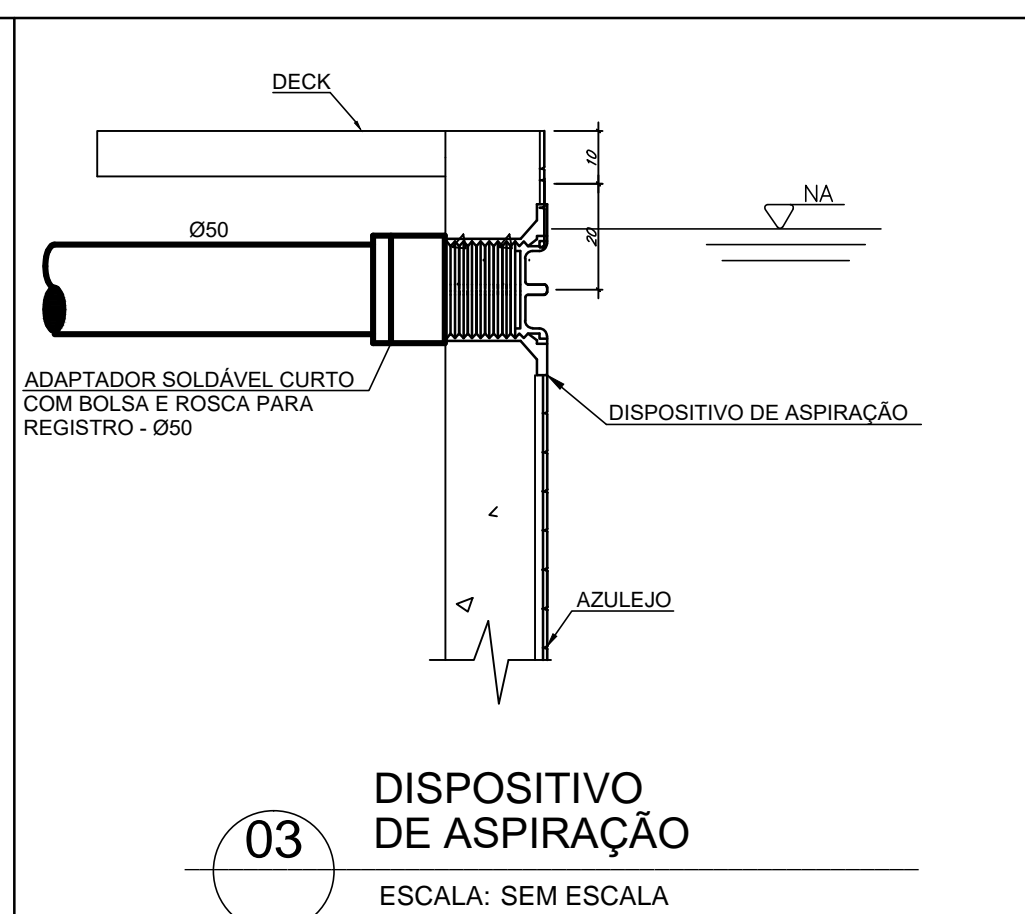 DECK
10
NA
Ø50
20
ADAPTADOR SOLDÁVEL CURTO
COM BOLSA E ROSCA PARA
REGISTRO - Ø50
DISPOSITIVO DE ASPIRAÇÃO
AZULEJO
03
DISPOSITIVO
DE ASPIRAÇÃO
ESCALA: SEM ESCALA